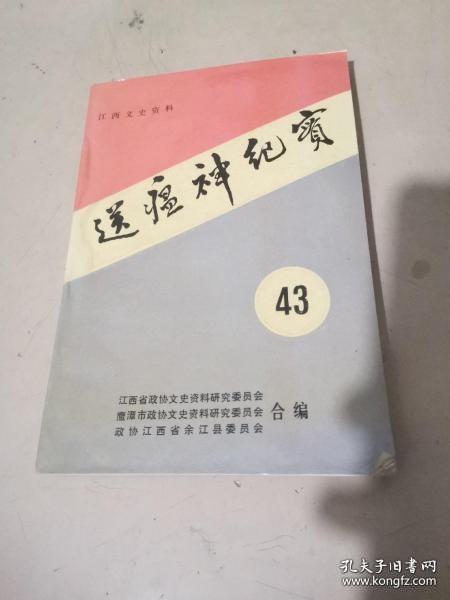 江西文史资料
送瘟神纪实
43
江西省政协文史资料研究委员会
鹰潭市政协文史资料研究委员会
政协江西省余江县委员会
合编
孔夫子旧书网
www.kongfz.com